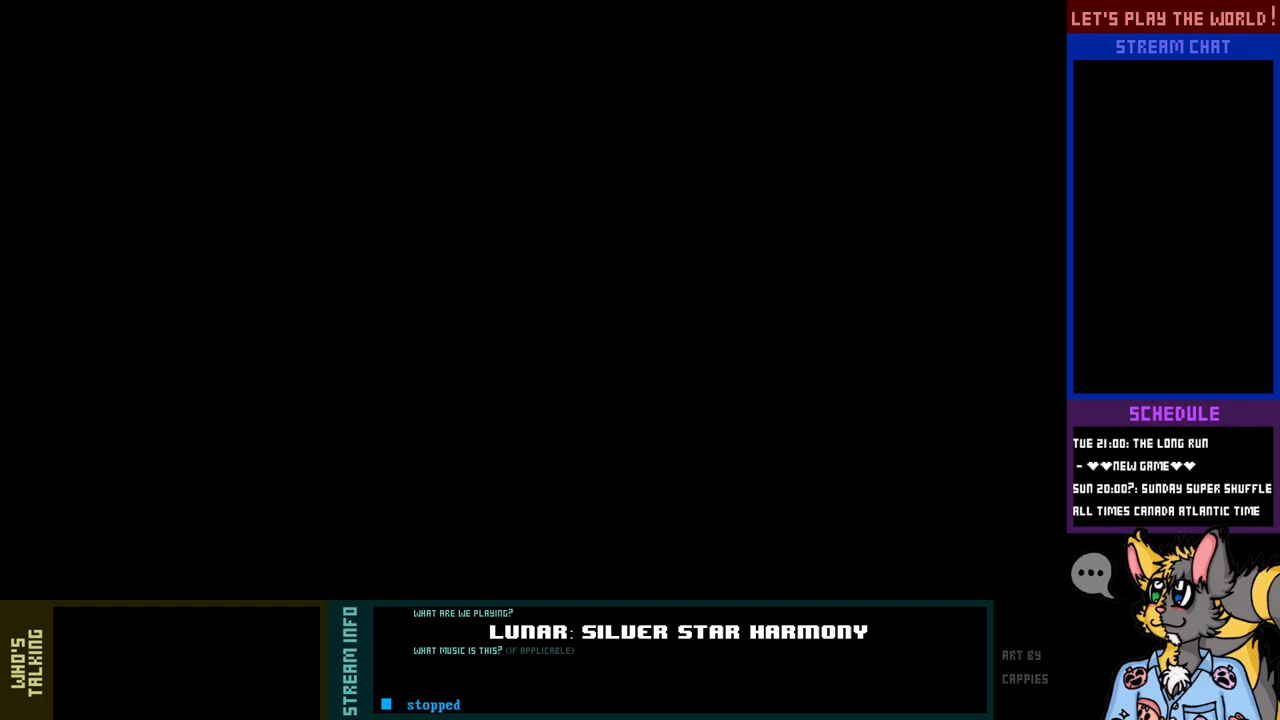 LET'S PLAY THE WORLD!
STREAM CHAT
SCHEDULE
TUE 21:00: THE LONG RUN
- ♥♥NEW GAME♥♥
SUN 20:00?: SUNDAY SUPER SHUFFLE
ALL TIMES CANADA ATLANTIC TIME
WHO'S
TALKING
STREAM INFO
WHAT ARE WE PLAYING?
LUNAR: SILVER STAR HARMONY
WHAT MUSIC IS THIS? (IF APPLICABLE)
stopped
ART BY
CAPPIES